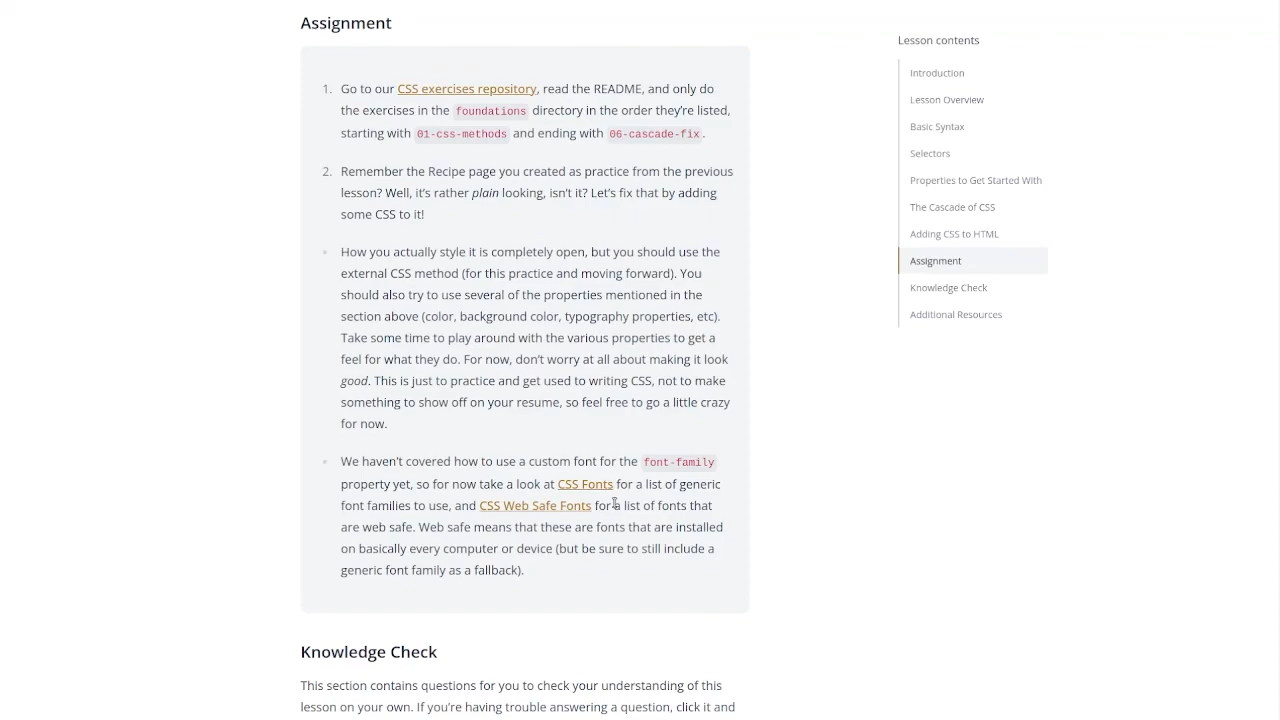 Assignment
1. Go to our CSS exercises repository, read the README, and only do
the exercises in the foundations directory in the order they’re listed,
starting with 01-css-methods and ending with 06-cascade-fix.
2. Remember the Recipe page you created as practice from the previous
lesson? Well, it’s rather plain looking, isn’t it? Let’s fix that by adding
some CSS to it!
How you actually style it is completely open, but you should use the
external CSS method (for this practice and moving forward). You
should also try to use several of the properties mentioned in the
section above (color, background color, typography properties, etc).
Take some time to play around with the various properties to get a
feel for what they do. For now, don’t worry at all about making it look
good. This is just to practice and get used to writing CSS, not to make
something to show off on your resume, so feel free to go a little crazy
for now.
We haven’t covered how to use a custom font for the font-family
property yet, so for now take a look at CSS Fonts for a list of generic
font families to use, and CSS Web Safe Fonts for a list of fonts that
are web safe. Web safe means that these are fonts that are installed
on basically every computer or device (but be sure to still include a
generic font family as a fallback).
Knowledge Check
This section contains questions for you to check your understanding of this
lesson on your own. If you’re having trouble answering a question, click it and
Lesson contents
Introduction
Lesson Overview
Basic Syntax
Selectors
Properties to Get Started With
The Cascade of CSS
Adding CSS to HTML
Assignment
Knowledge Check
Additional Resources